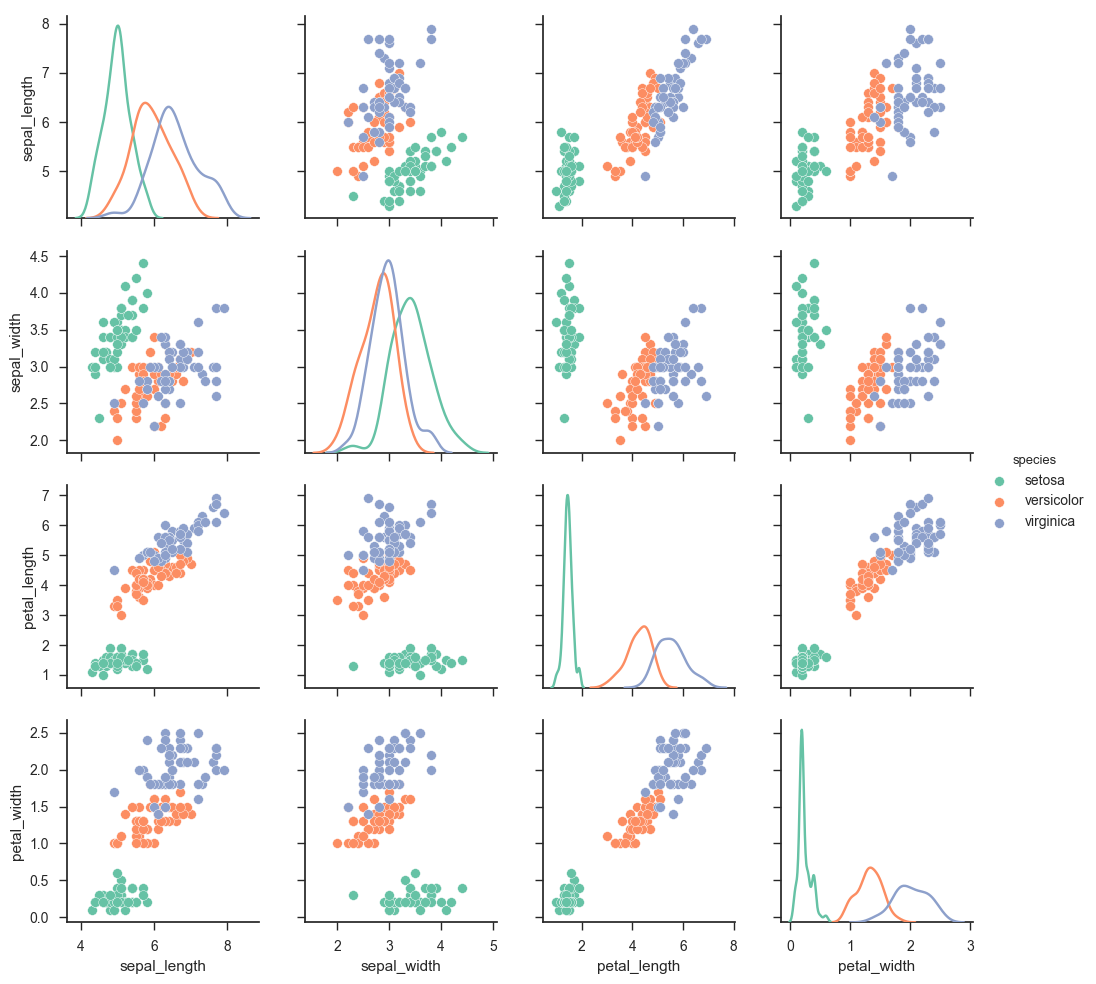 8
7
6
5
sepal_length
4.5
4.0
3.5
3.0
2.5
2.0
sepal_width
species
setosa
versicolor
virginica
7
6
5
4
3
2
1
petal_length
2.5
2.0
1.5
1.0
0.5
0.0
petal_width
4 6 8 2 3 4 5 2 4 6 8 0 1 2 3
sepal_length sepal_width petal_length petal_width